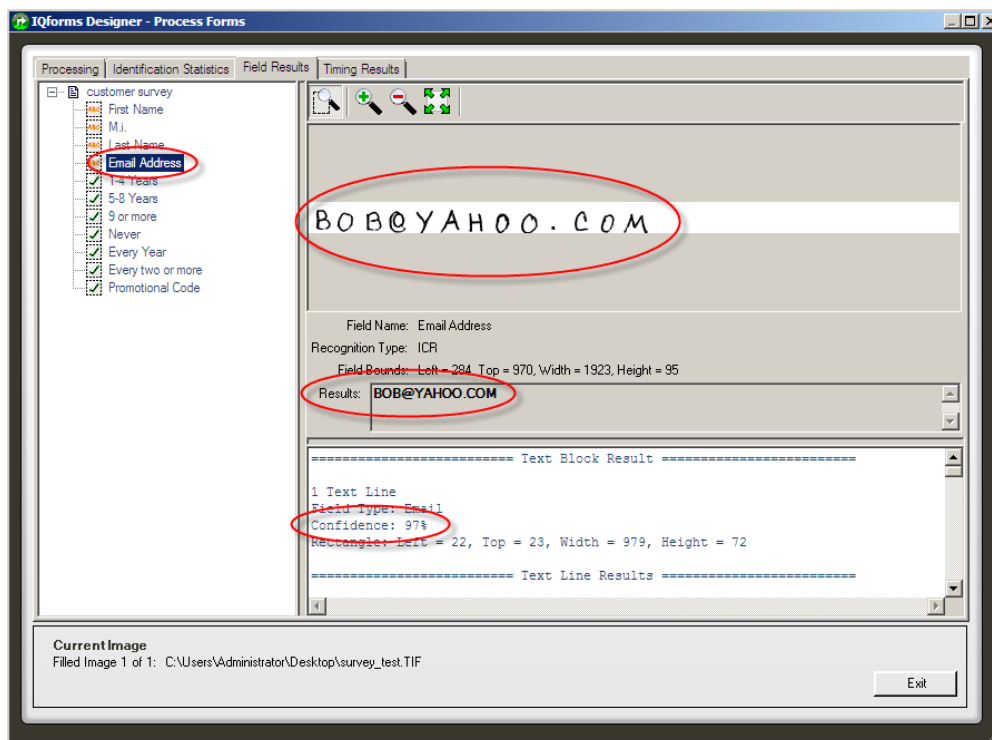 IQforms Designer - Process Forms
Processing
Identification Statistics
Field Results
Timing Results
customer survey
First Name
M.i.
Last Name
Email Address
1-4 Years
5-8 Years
9 or more
Never
Every Year
Every two or more
Promotional Code
BOB@YAHOO.COM
Field Name: Email Address
Recognition Type: ICR
Field Bounds: Left = 284, Top = 970, Width = 1923, Height = 95
Results: BOB@YAHOO.COM
========================== Text Block Result =========================
1 Text Line
Field Type: Email
Confidence: 97%
Rectangle: Left = 22, Top = 23, Width = 979, Height = 72
========================== Text Line Results =========================
Current Image
Filled Image 1 of 1: C:\Users\Administrator\Desktop\survey_test.TIF
Exit